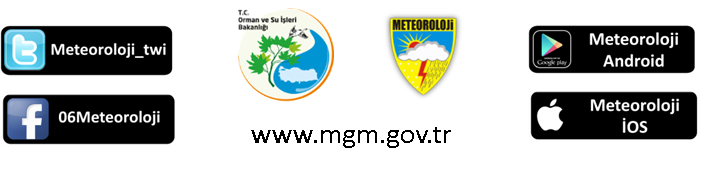 Meteoroloji_twi
06Meteoroloji
T.C.
Orman ve Su İşleri
Bakanlığı
METEOROLOJİ
www.mgm.gov.tr
Google play
Meteoroloji
Android
Meteoroloji
İOS